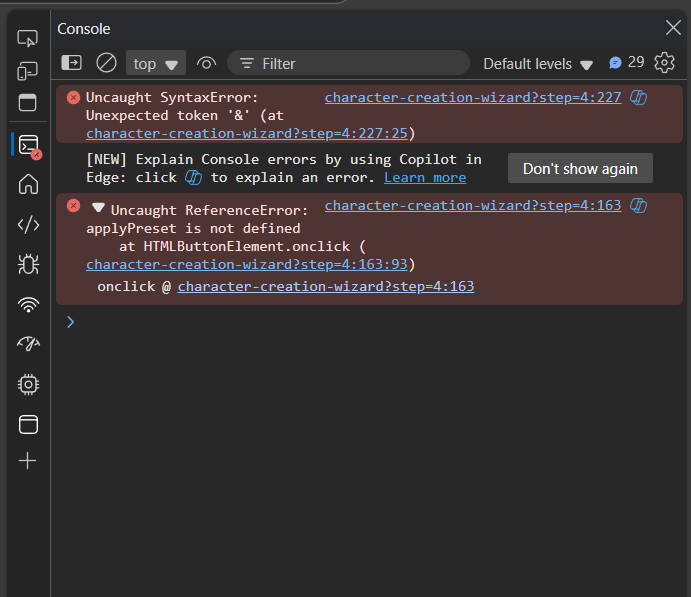 Console
top
Filter
Default levels
29
Uncaught SyntaxError: character-creation-wizard?step=4:227
Unexpected token '&' (at
character-creation-wizard?step=4:227:25)
[NEW] Explain Console errors by using Copilot in
Edge: click to explain an error. Learn more
Don't show again
Uncaught ReferenceError: character-creation-wizard?step=4:163
applyPreset is not defined
at HTMLButtonElement.onclick (
character-creation-wizard?step=4:163:93)
onclick @ character-creation-wizard?step=4:163